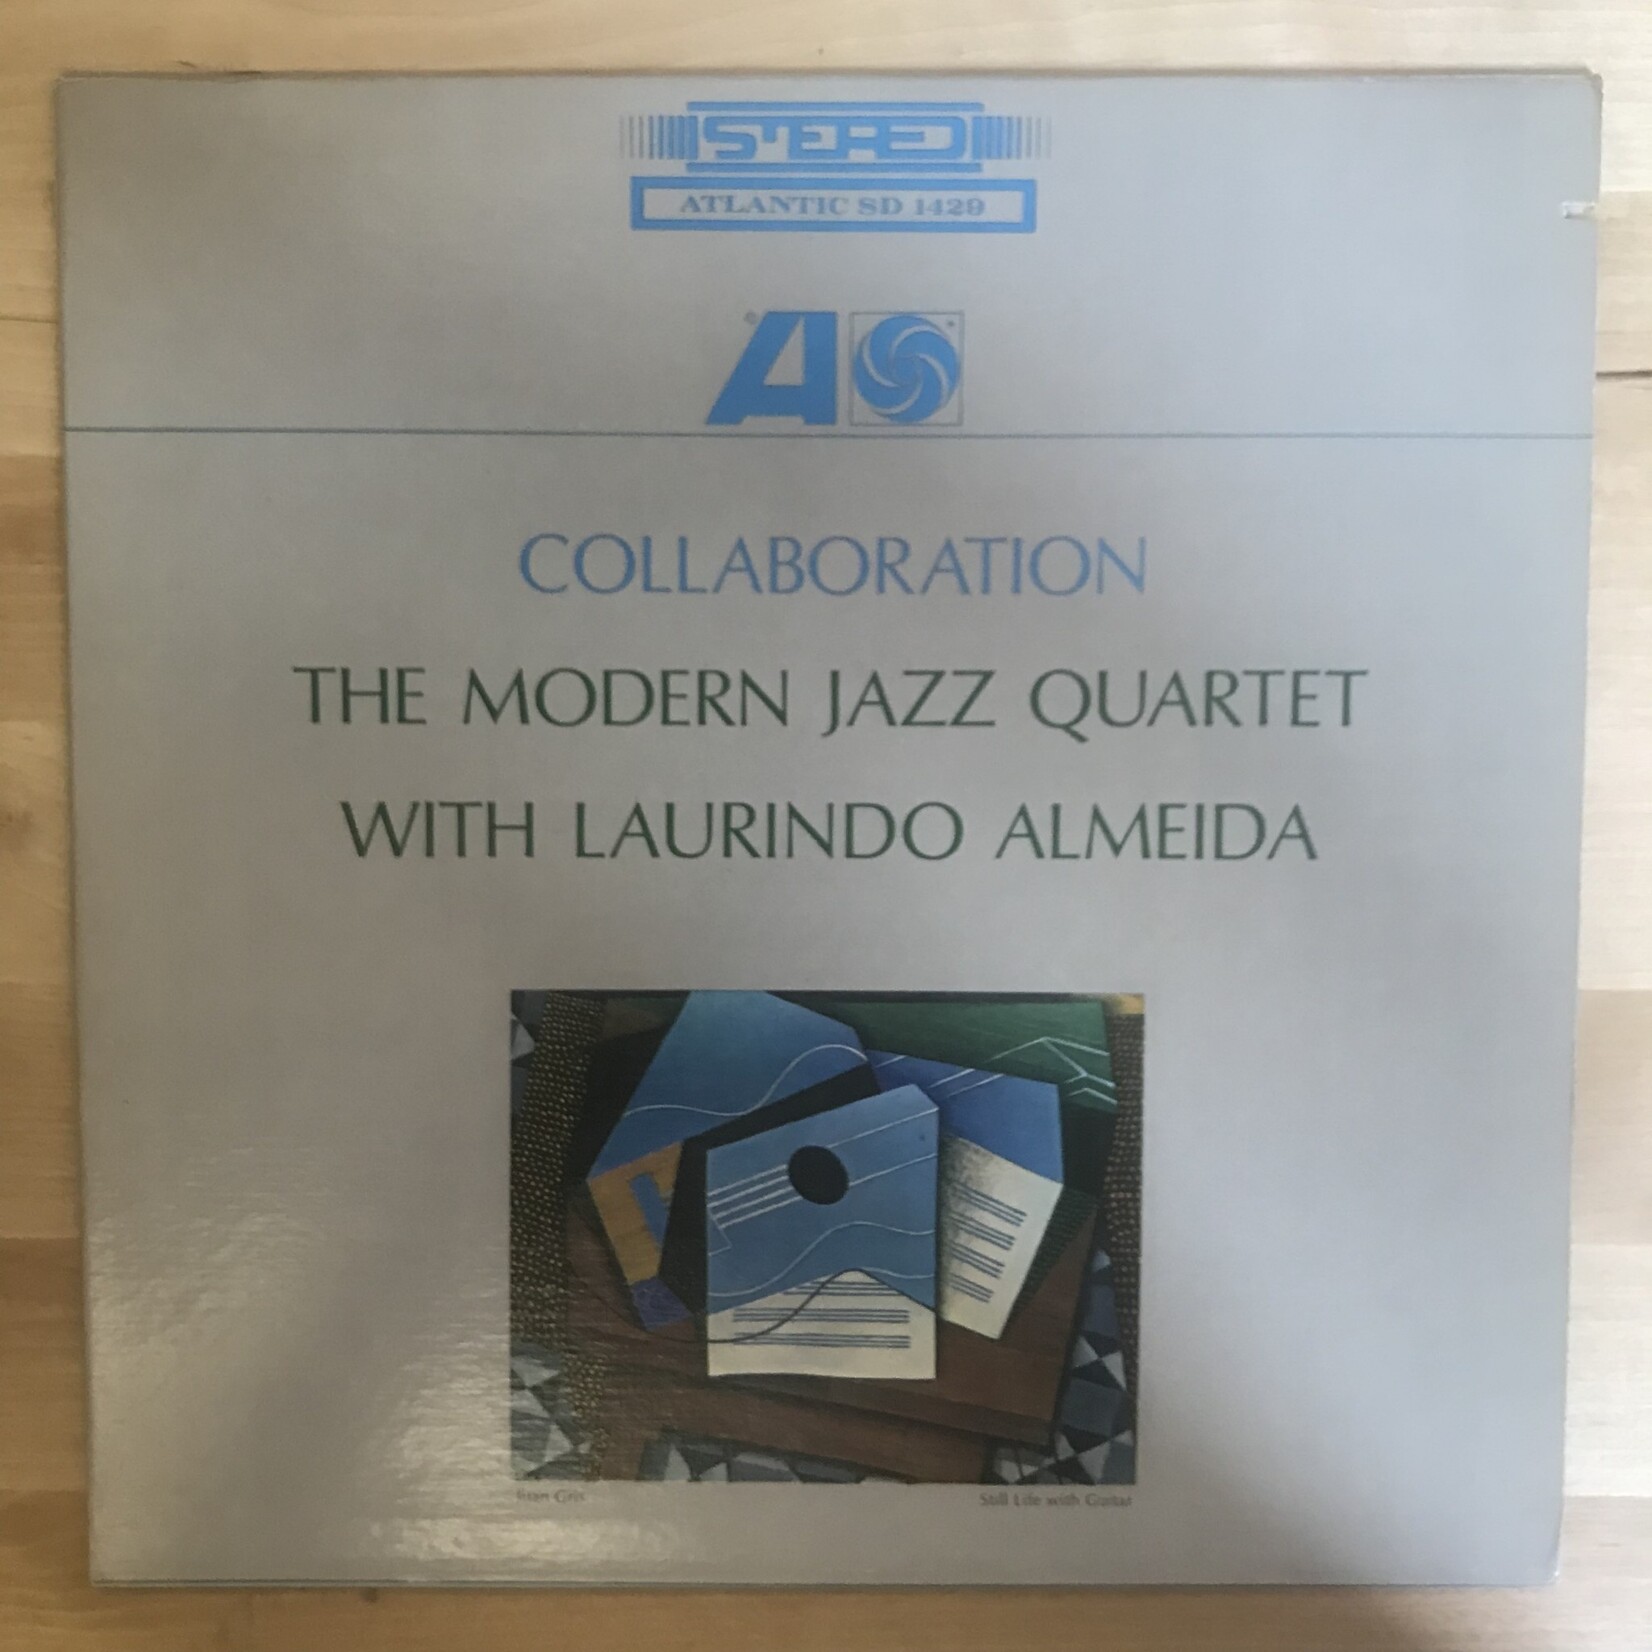 STEREO
ATLANTIC SD 1429
A
COLLABORATION
THE MODERN JAZZ QUARTET
WITH LAURINDO ALMEIDA
Juan Gris
Still Life with Guitar